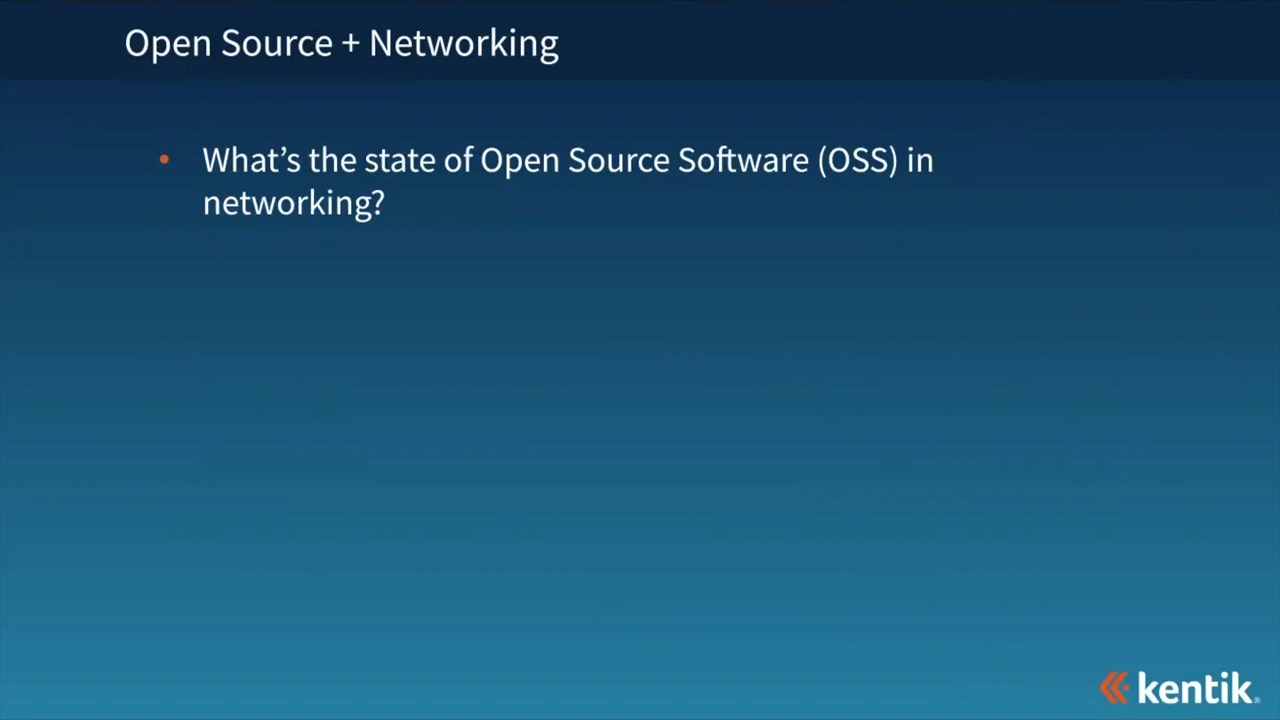 Open Source + Networking
• What's the state of Open Source Software (OSS) in
networking?
kentik®